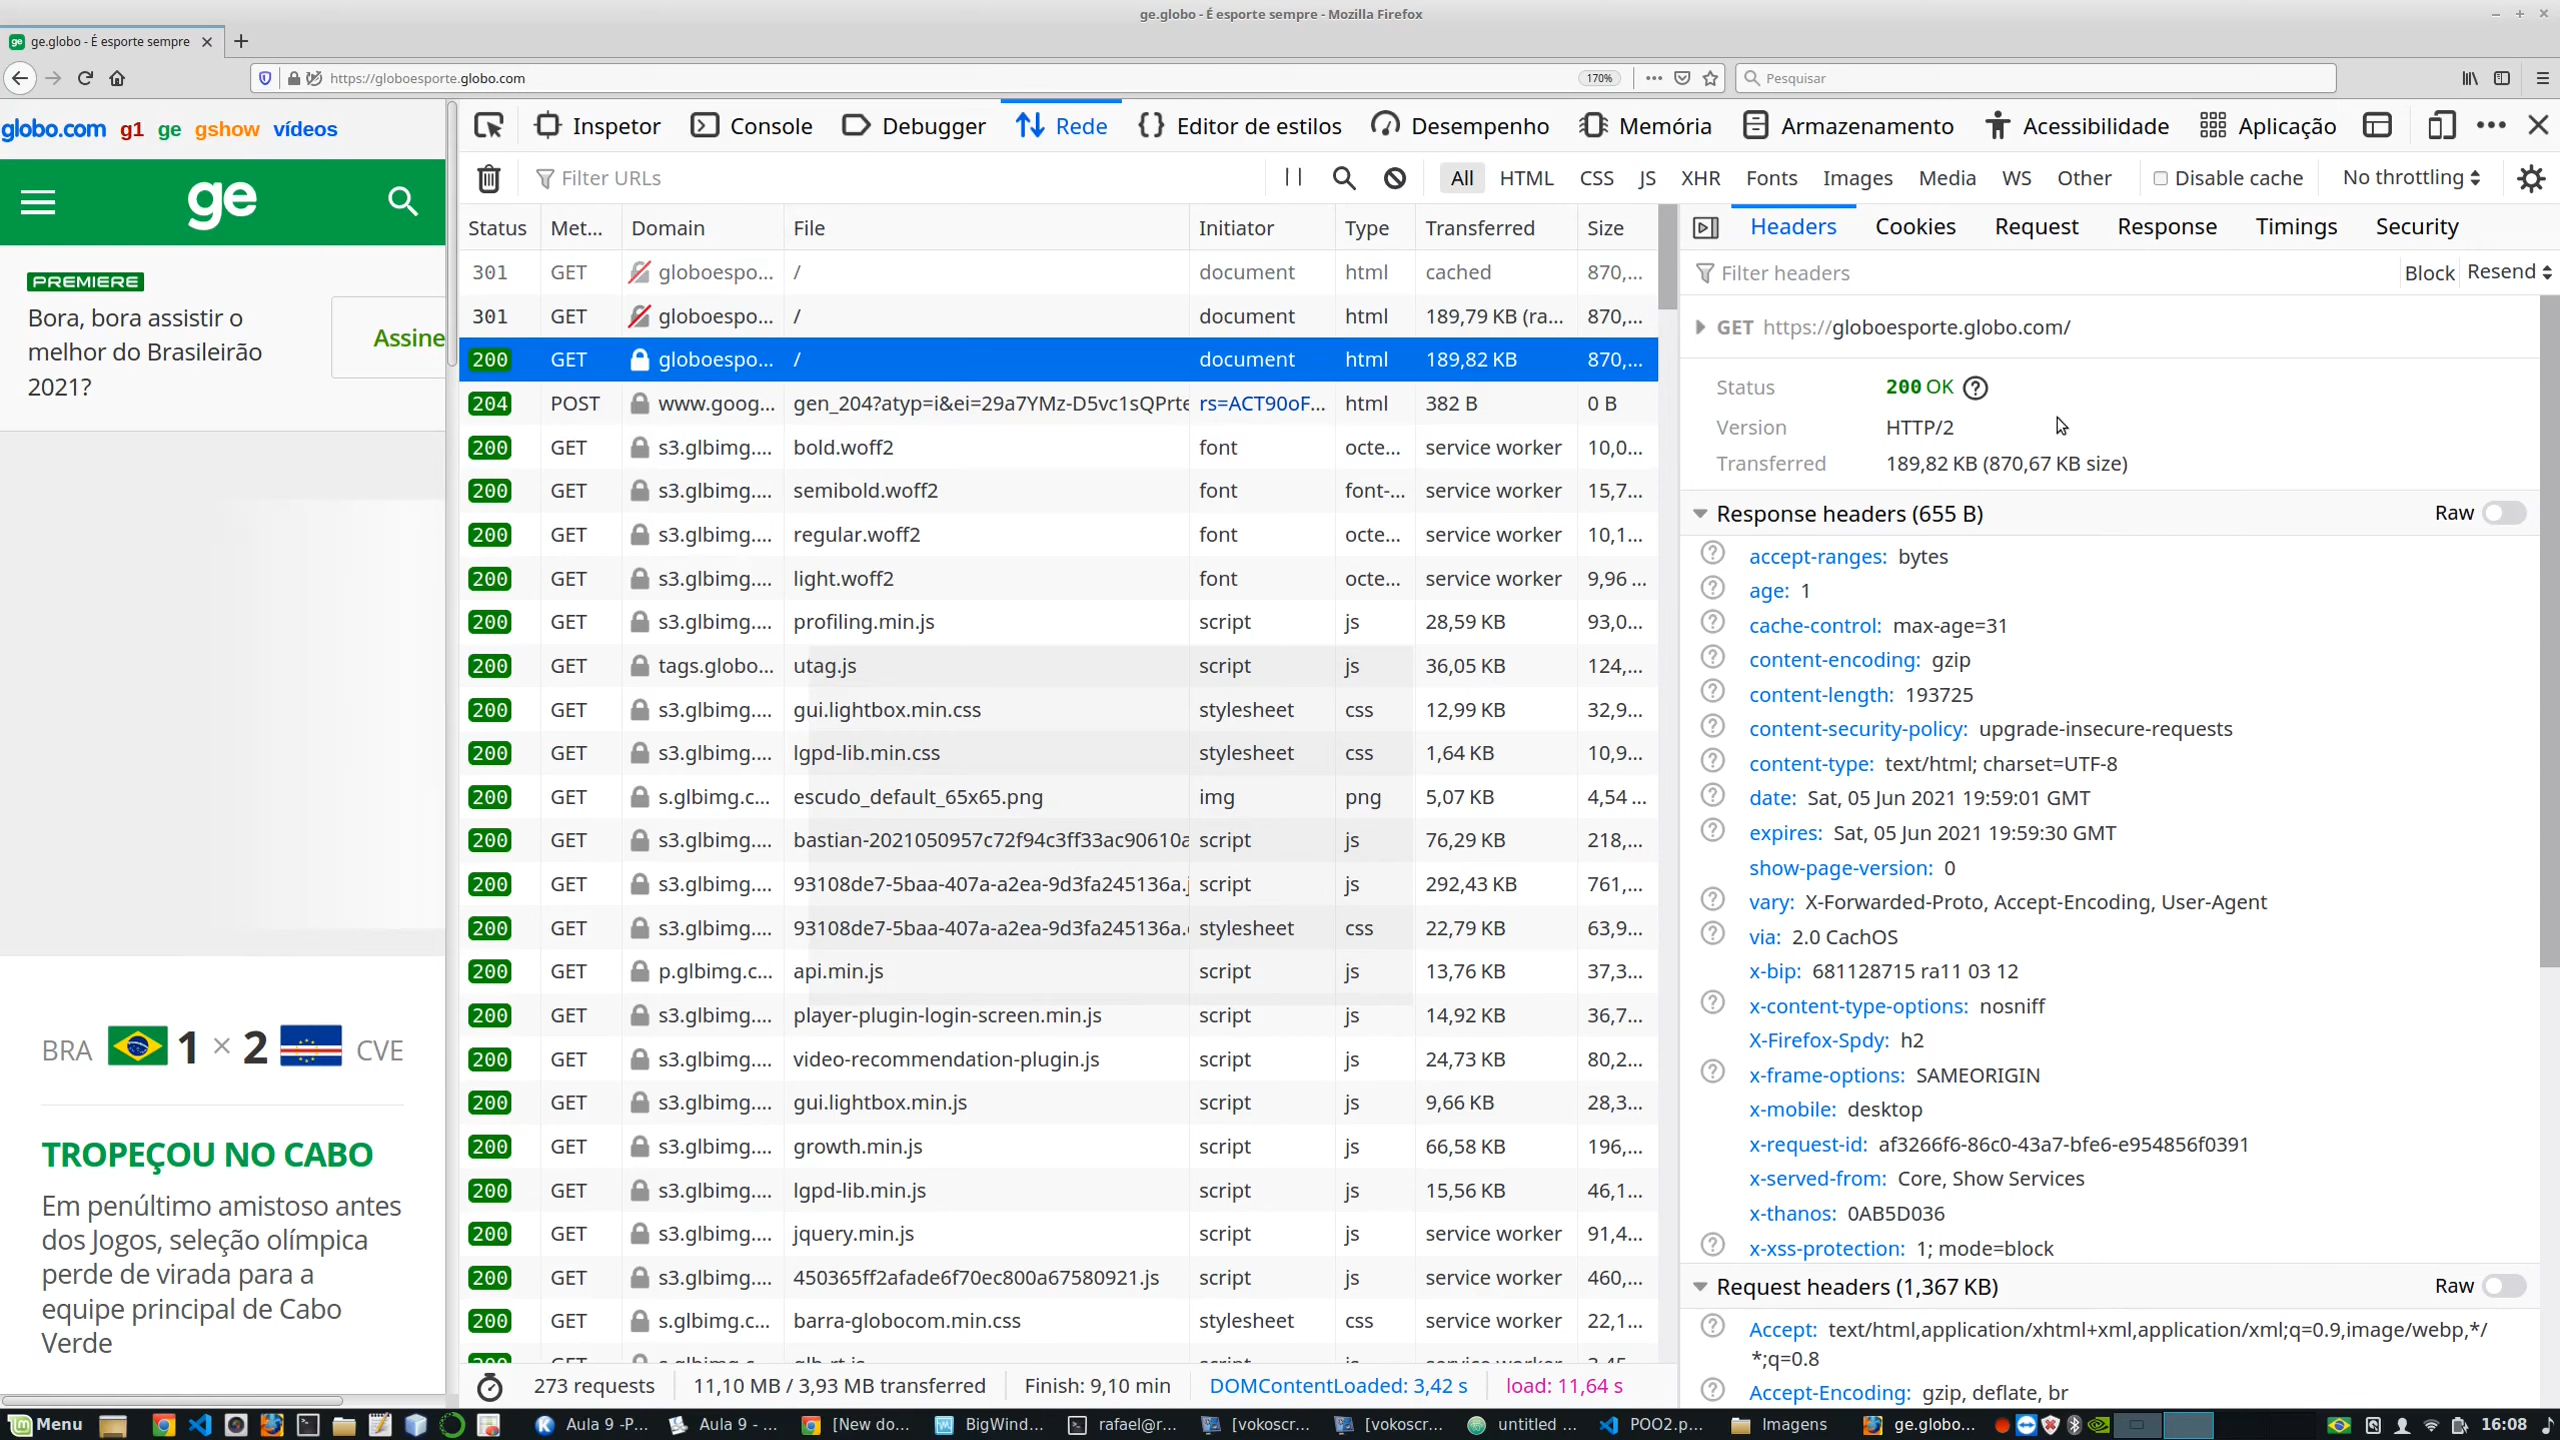 ge.globo - É esporte sempre - Mozilla Firefox
ge ge.globo - É esporte sempre
https://globoesporte.globo.com 170% Pesquisar
globo.com g1 ge gshow vídeos
ge
PREMIERE
Bora, bora assistir o
melhor do Brasileirão
2021?
Assine
BRA 1 × 2 CVE
TROPEÇOU NO CABO
Em penúltimo amistoso antes
dos Jogos, seleção olímpica
perde de virada para a
equipe principal de Cabo
Verde
Inspetor Console Debugger Rede Editor de estilos Desempenho Memória Armazenamento Acessibilidade Aplicação
Filter URLs All HTML CSS JS XHR Fonts Images Media WS Other Disable cache No throttling
Status Met... Domain File Initiator Type Transferred Size
301 GET globoespo... / document html cached 870,...
301 GET globoespo... / document html 189,79 KB (ra... 870,...
200 GET globoespo... / document html 189,82 KB 870,...
204 POST www.goog... gen_204?atyp=i&ei=29a7YMz-D5vc1sQPrte rs=ACT90oF... html 382 B 0 B
200 GET s3.glbimg.... bold.woff2 font octe... service worker 10,0...
200 GET s3.glbimg.... semibold.woff2 font font-... service worker 15,7...
200 GET s3.glbimg.... regular.woff2 font octe... service worker 10,1...
200 GET s3.glbimg.... light.woff2 font octe... service worker 9,96 ...
200 GET s3.glbimg.... profiling.min.js script js 28,59 KB 93,0...
200 GET tags.globo... utag.js script js 36,05 KB 124,...
200 GET s3.glbimg.... gui.lightbox.min.css stylesheet css 12,99 KB 32,9...
200 GET s3.glbimg.... lgpd-lib.min.css stylesheet css 1,64 KB 10,9...
200 GET s.glbimg.c... escudo_default_65x65.png img png 5,07 KB 4,54 ...
200 GET s3.glbimg.... bastian-2021050957c72f94c3ff33ac90610a script js 76,29 KB 218,...
200 GET s3.glbimg.... 93108de7-5baa-407a-a2ea-9d3fa245136a.j script js 292,43 KB 761,...
200 GET s3.glbimg.... 93108de7-5baa-407a-a2ea-9d3fa245136a. stylesheet css 22,79 KB 63,9...
200 GET p.glbimg.c... api.min.js script js 13,76 KB 37,3...
200 GET s3.glbimg.... player-plugin-login-screen.min.js script js 14,92 KB 36,7...
200 GET s3.glbimg.... video-recommendation-plugin.js script js 24,73 KB 80,2...
200 GET s3.glbimg.... gui.lightbox.min.js script js 9,66 KB 28,3...
200 GET s3.glbimg.... growth.min.js script js 66,58 KB 196,...
200 GET s3.glbimg.... lgpd-lib.min.js script js 15,56 KB 46,1...
200 GET s3.glbimg.... jquery.min.js script js service worker 91,4...
200 GET s3.glbimg.... 450365ff2afade6f70ec800a67580921.js script js service worker 460,...
200 GET s.glbimg.c... barra-globocom.min.css stylesheet css service worker 22,1...
273 requests 11,10 MB / 3,93 MB transferred Finish: 9,10 min DOMContentLoaded: 3,42 s load: 11,64 s
Headers Cookies Request Response Timings Security
Filter headers Block Resend
GET https://globoesporte.globo.com/
Status 200 OK
Version HTTP/2
Transferred 189,82 KB (870,67 KB size)
Response headers (655 B) Raw
accept-ranges: bytes
age: 1
cache-control: max-age=31
content-encoding: gzip
content-length: 193725
content-security-policy: upgrade-insecure-requests
content-type: text/html; charset=UTF-8
date: Sat, 05 Jun 2021 19:59:01 GMT
expires: Sat, 05 Jun 2021 19:59:30 GMT
show-page-version: 0
vary: X-Forwarded-Proto, Accept-Encoding, User-Agent
via: 2.0 CachOS
x-bip: 681128715 ra11 03 12
x-content-type-options: nosniff
X-Firefox-Spdy: h2
x-frame-options: SAMEORIGIN
x-mobile: desktop
x-request-id: af3266f6-86c0-43a7-bfe6-e954856f0391
x-served-from: Core, Show Services
x-thanos: 0AB5D036
x-xss-protection: 1; mode=block
Request headers (1,367 KB) Raw
Accept: text/html,application/xhtml+xml,application/xml;q=0.9,image/webp,*/
*;q=0.8
Accept-Encoding: gzip, deflate, br
Menu Aula 9 -P... Aula 9 - ... [New do... BigWind... rafael@r... [vokoscr... [vokoscr... untitled ... POO2.p... Imagens ge.globo... 16:08